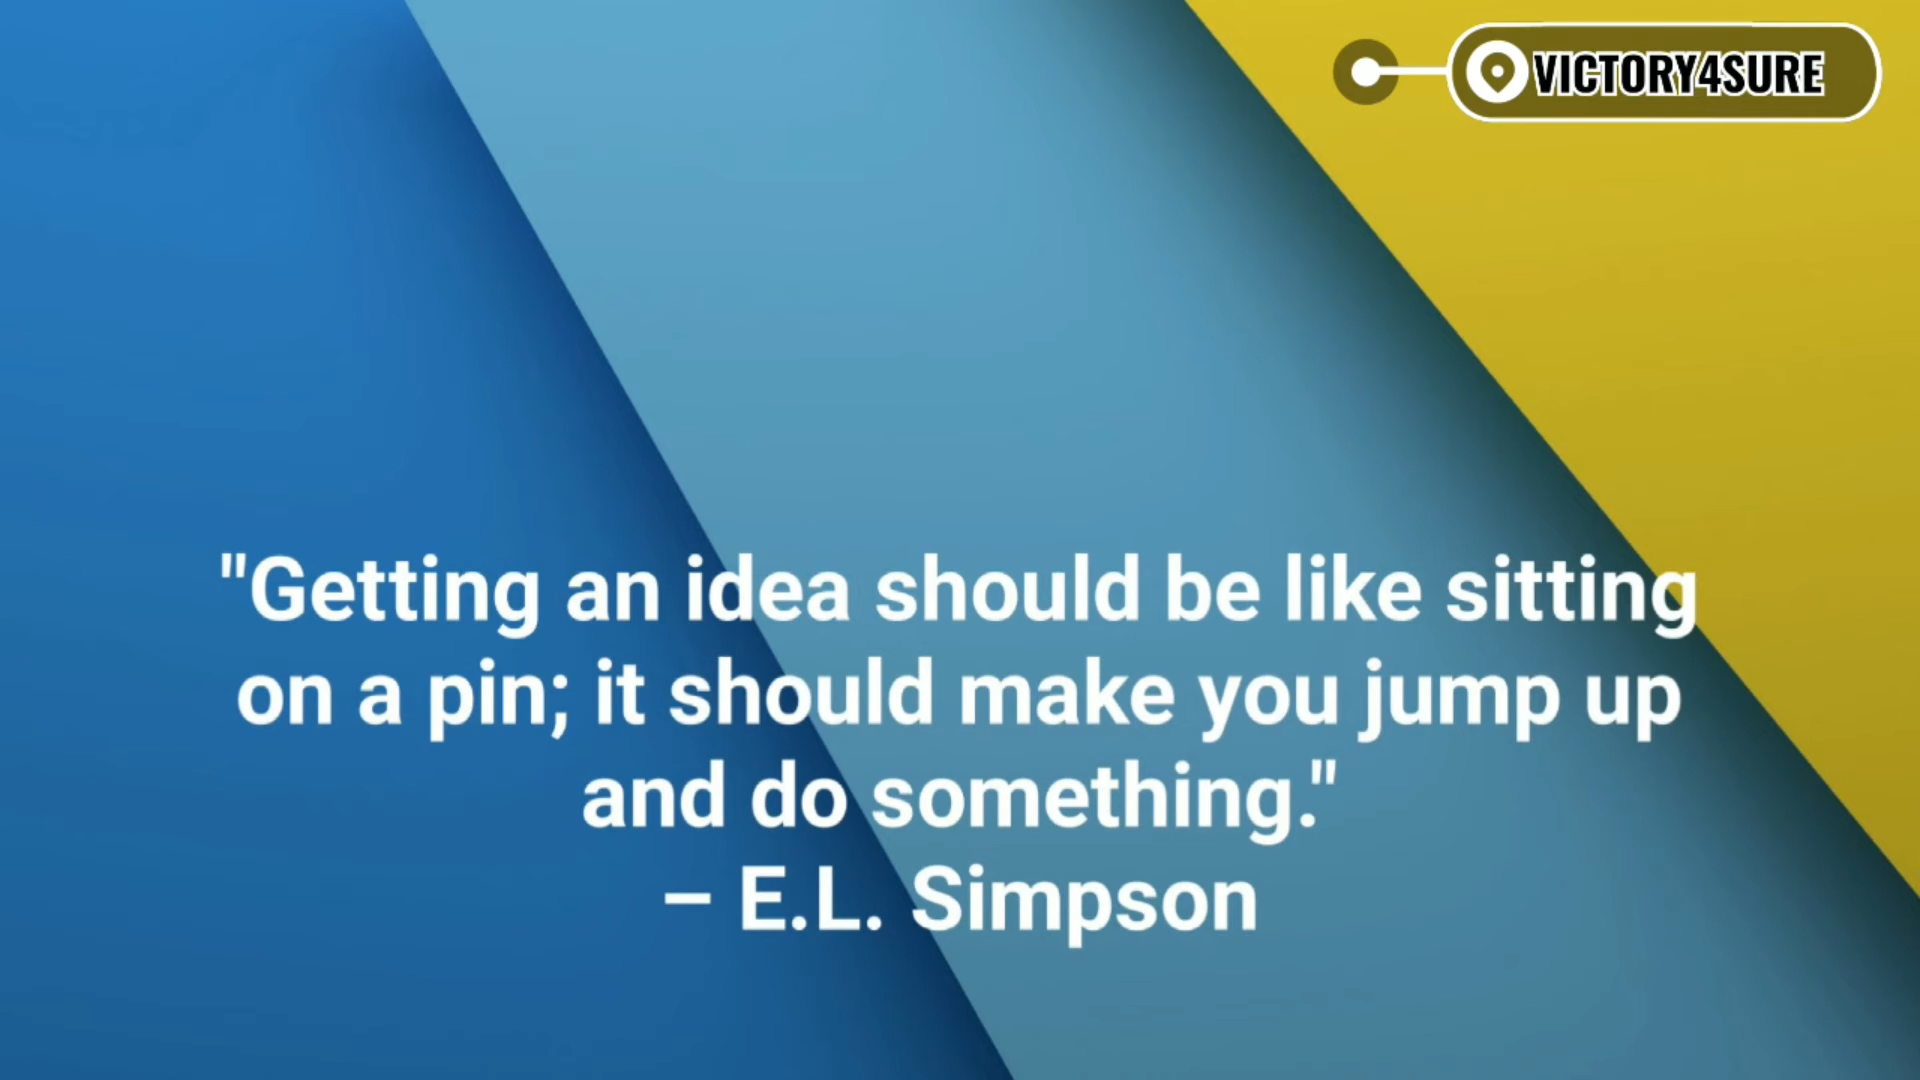 VICTORY4SURE
"Getting an idea should be like sitting
on a pin; it should make you jump up
and do something."
– E.L. Simpson